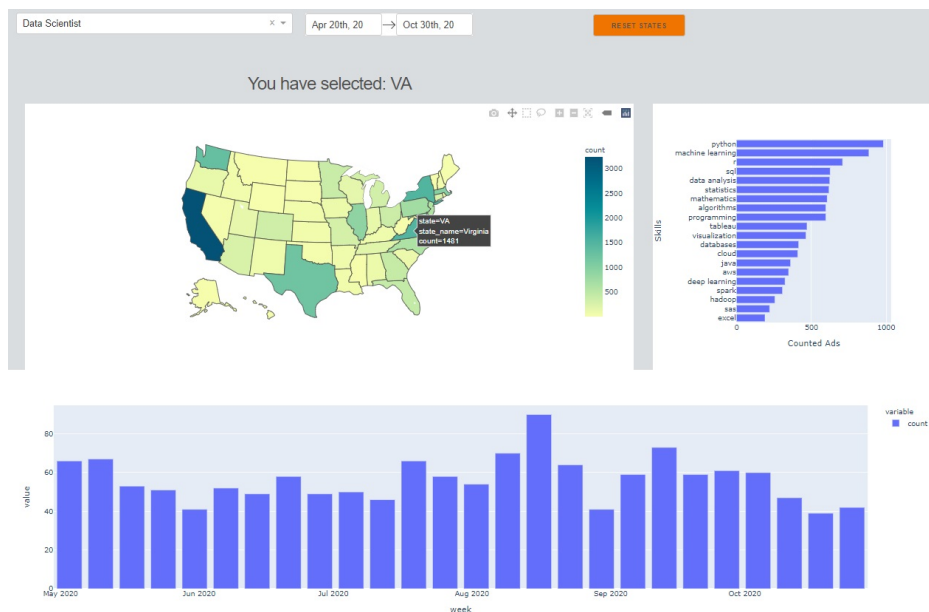 Data Scientist
Apr 20th, 20
Oct 30th, 20
RESET STATES
You have selected: VA
count
3000
2500
2000
1500
1000
500
state=VA
state_name=Virginia
count=1481
Skills
python
machine learning
r
sql
data analysis
statistics
mathematics
algorithms
programming
tableau
visualization
databases
cloud
java
aws
deep learning
spark
hadoop
sas
excel
0 500 1000
Counted Ads
variable
count
value
80
60
40
20
0
May 2020 Jun 2020 Jul 2020 Aug 2020 Sep 2020 Oct 2020
week